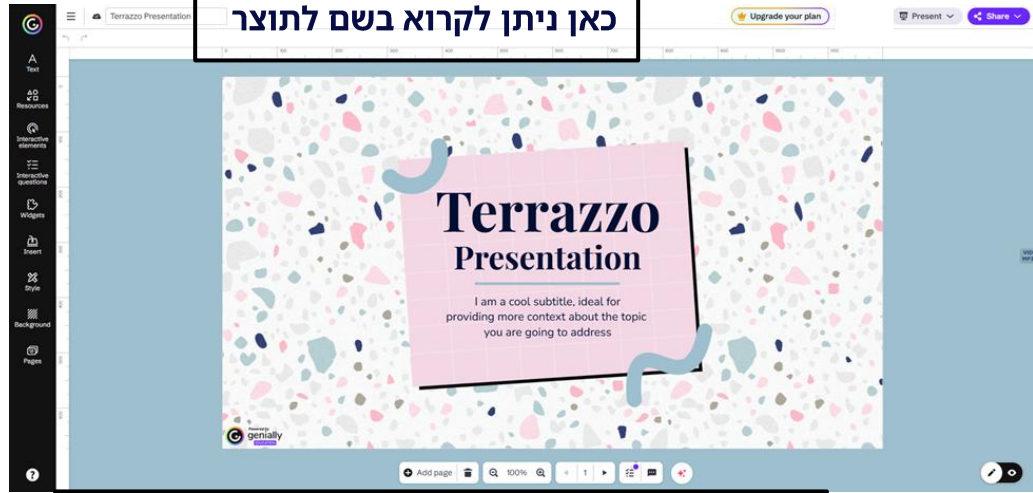 Terrazzo Presentation
כאן ניתן לקרוא בשם לתוצר
Upgrade your plan
Present
Share
Text
Resources
Interactive
elements
Interactive
questions
Widgets
Insert
Style
Background
Pages
Terrazzo
Presentation
I am a cool subtitle, ideal for
providing more context about the topic
you are going to address
genially
Add page
100%
1